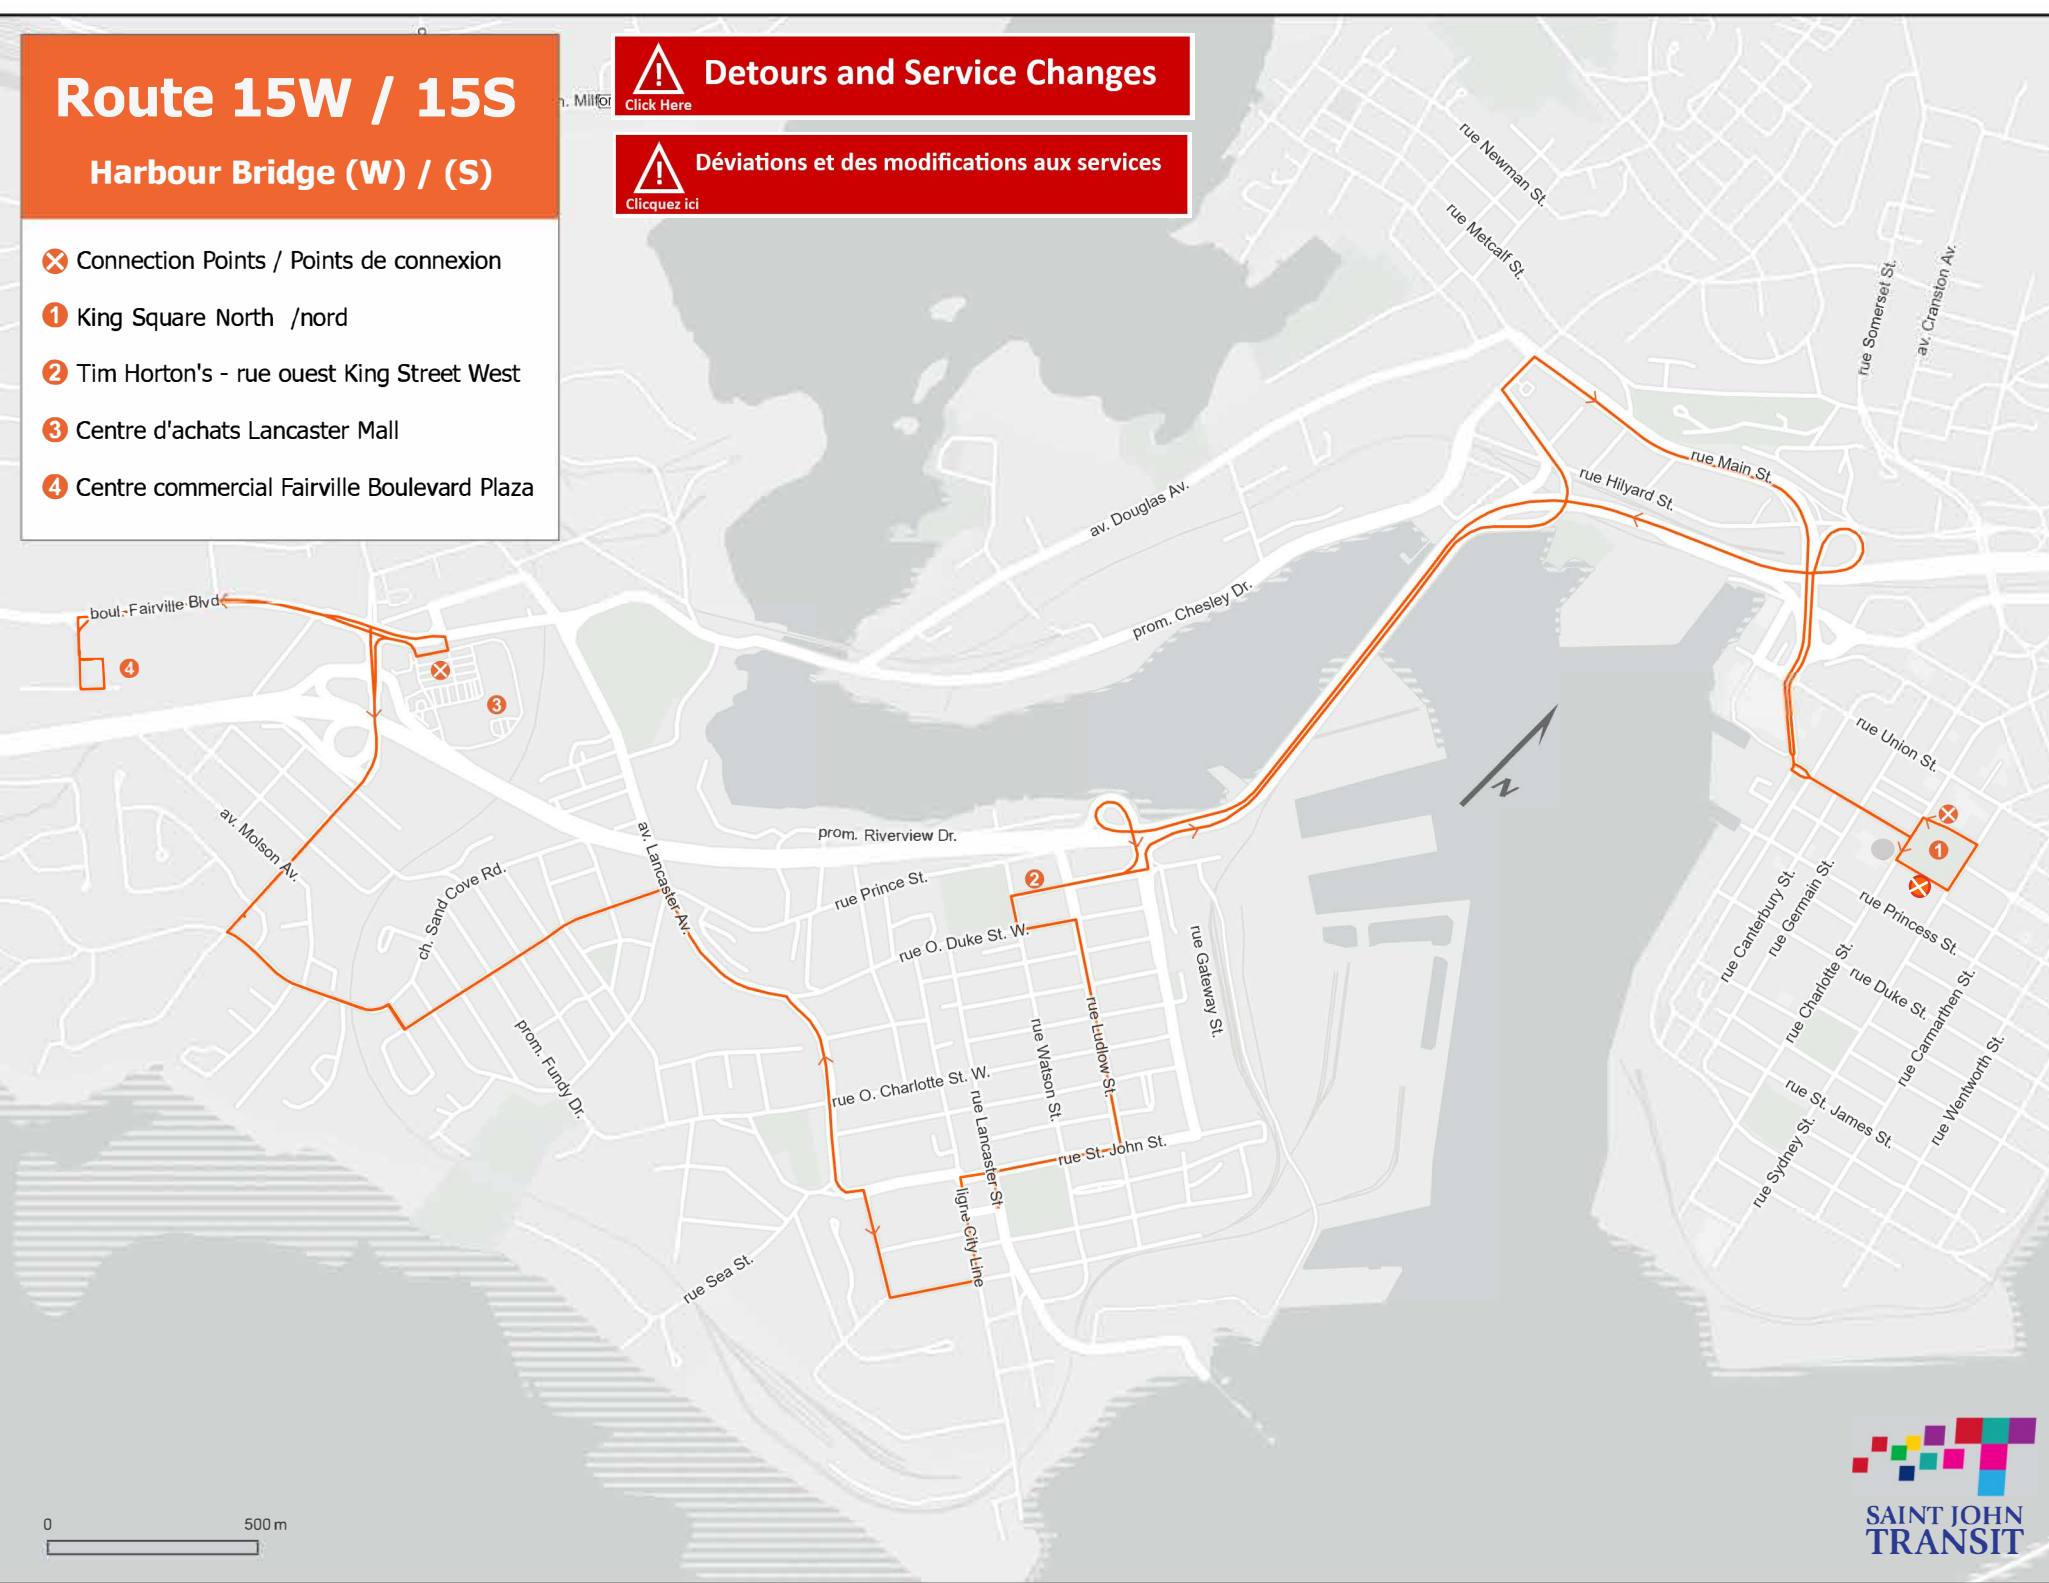 Route 15W / 15S
Harbour Bridge (W) / (S)
Connection Points / Points de connexion
1 King Square North /nord
2 Tim Horton's - rue ouest King Street West
3 Centre d'achats Lancaster Mall
4 Centre commercial Fairville Boulevard Plaza
Detours and Service Changes
Click Here
Déviations et des modifications aux services
Clicquez ici
rue Newman St.
rue Metcalf St.
rue Somerset St.
av. Cranston Av.
rue Main St.
rue Hilyard St.
av. Douglas Av.
prom. Chesley Dr.
boul. Fairville Blvd
4
3
av. Molson Av.
ch. Sand Cove Rd.
av. Lancaster Av.
prom. Riverview Dr.
rue Prince St.
2
rue O. Duke St. W.
rue Gateway St.
rue Ludlow St.
rue Watson St.
prom. Fundy Dr.
rue O. Charlotte St. W.
rue Lancaster St.
rue St. John St.
ligne City Line
rue Sea St.
N
rue Union St.
1
rue Princess St.
rue Canterbury St.
rue Germain St.
rue Charlotte St.
rue Duke St.
rue Carmarthen St.
rue Wentworth St.
rue St. James St.
rue Sydney St.
0 500 m
SAINT JOHN
TRANSIT